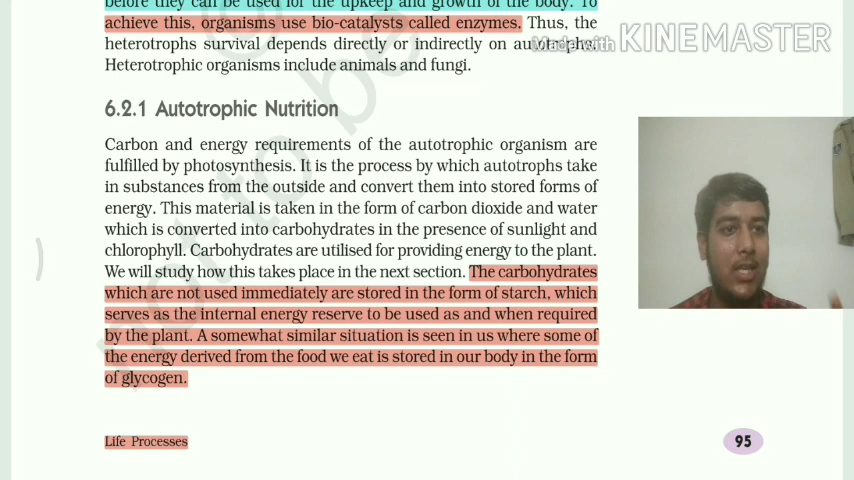 before they can be used for the upkeep and growth of the body. To
achieve this, organisms use bio-catalysts called enzymes. Thus, the
heterotrophs survival depends directly or indirectly on autotrophs.
Heterotrophic organisms include animals and fungi.
Made with KINEMASTER
6.2.1 Autotrophic Nutrition
Carbon and energy requirements of the autotrophic organism are
fulfilled by photosynthesis. It is the process by which autotrophs take
in substances from the outside and convert them into stored forms of
energy. This material is taken in the form of carbon dioxide and water
which is converted into carbohydrates in the presence of sunlight and
chlorophyll. Carbohydrates are utilised for providing energy to the plant.
We will study how this takes place in the next section. The carbohydrates
which are not used immediately are stored in the form of starch, which
serves as the internal energy reserve to be used as and when required
by the plant. A somewhat similar situation is seen in us where some of
the energy derived from the food we eat is stored in our body in the form
of glycogen.
Life Processes
95
not to be